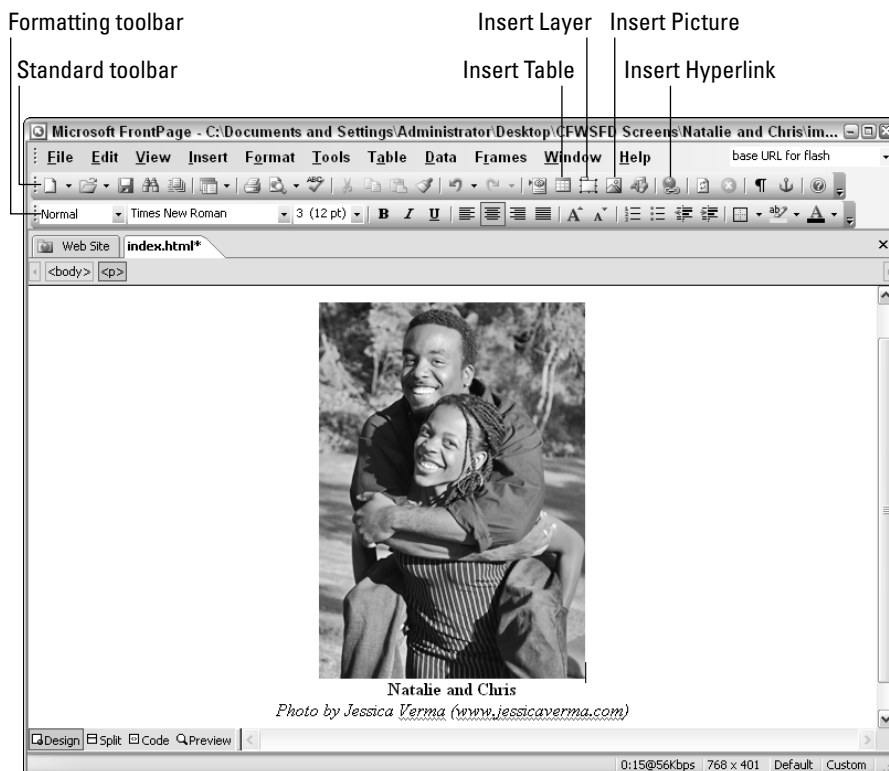 Formatting toolbar Insert Layer Insert Picture
Standard toolbar Insert Table Insert Hyperlink
Microsoft FrontPage - C:\Documents and Settings\Administrator\Desktop\CFWSFD Screens\Natalie and Chris\im...
File Edit View Insert Format Tools Table Data Frames Window Help base URL for flash
ABC
Normal Times New Roman 3 (12 pt) B I U A A ab A
Web Site index.html*
<body> <p>
Natalie and Chris
Photo by Jessica Verma (www.jessicaverma.com)
Design Split Code Preview
0:15@56Kbps 768 x 401 Default Custom